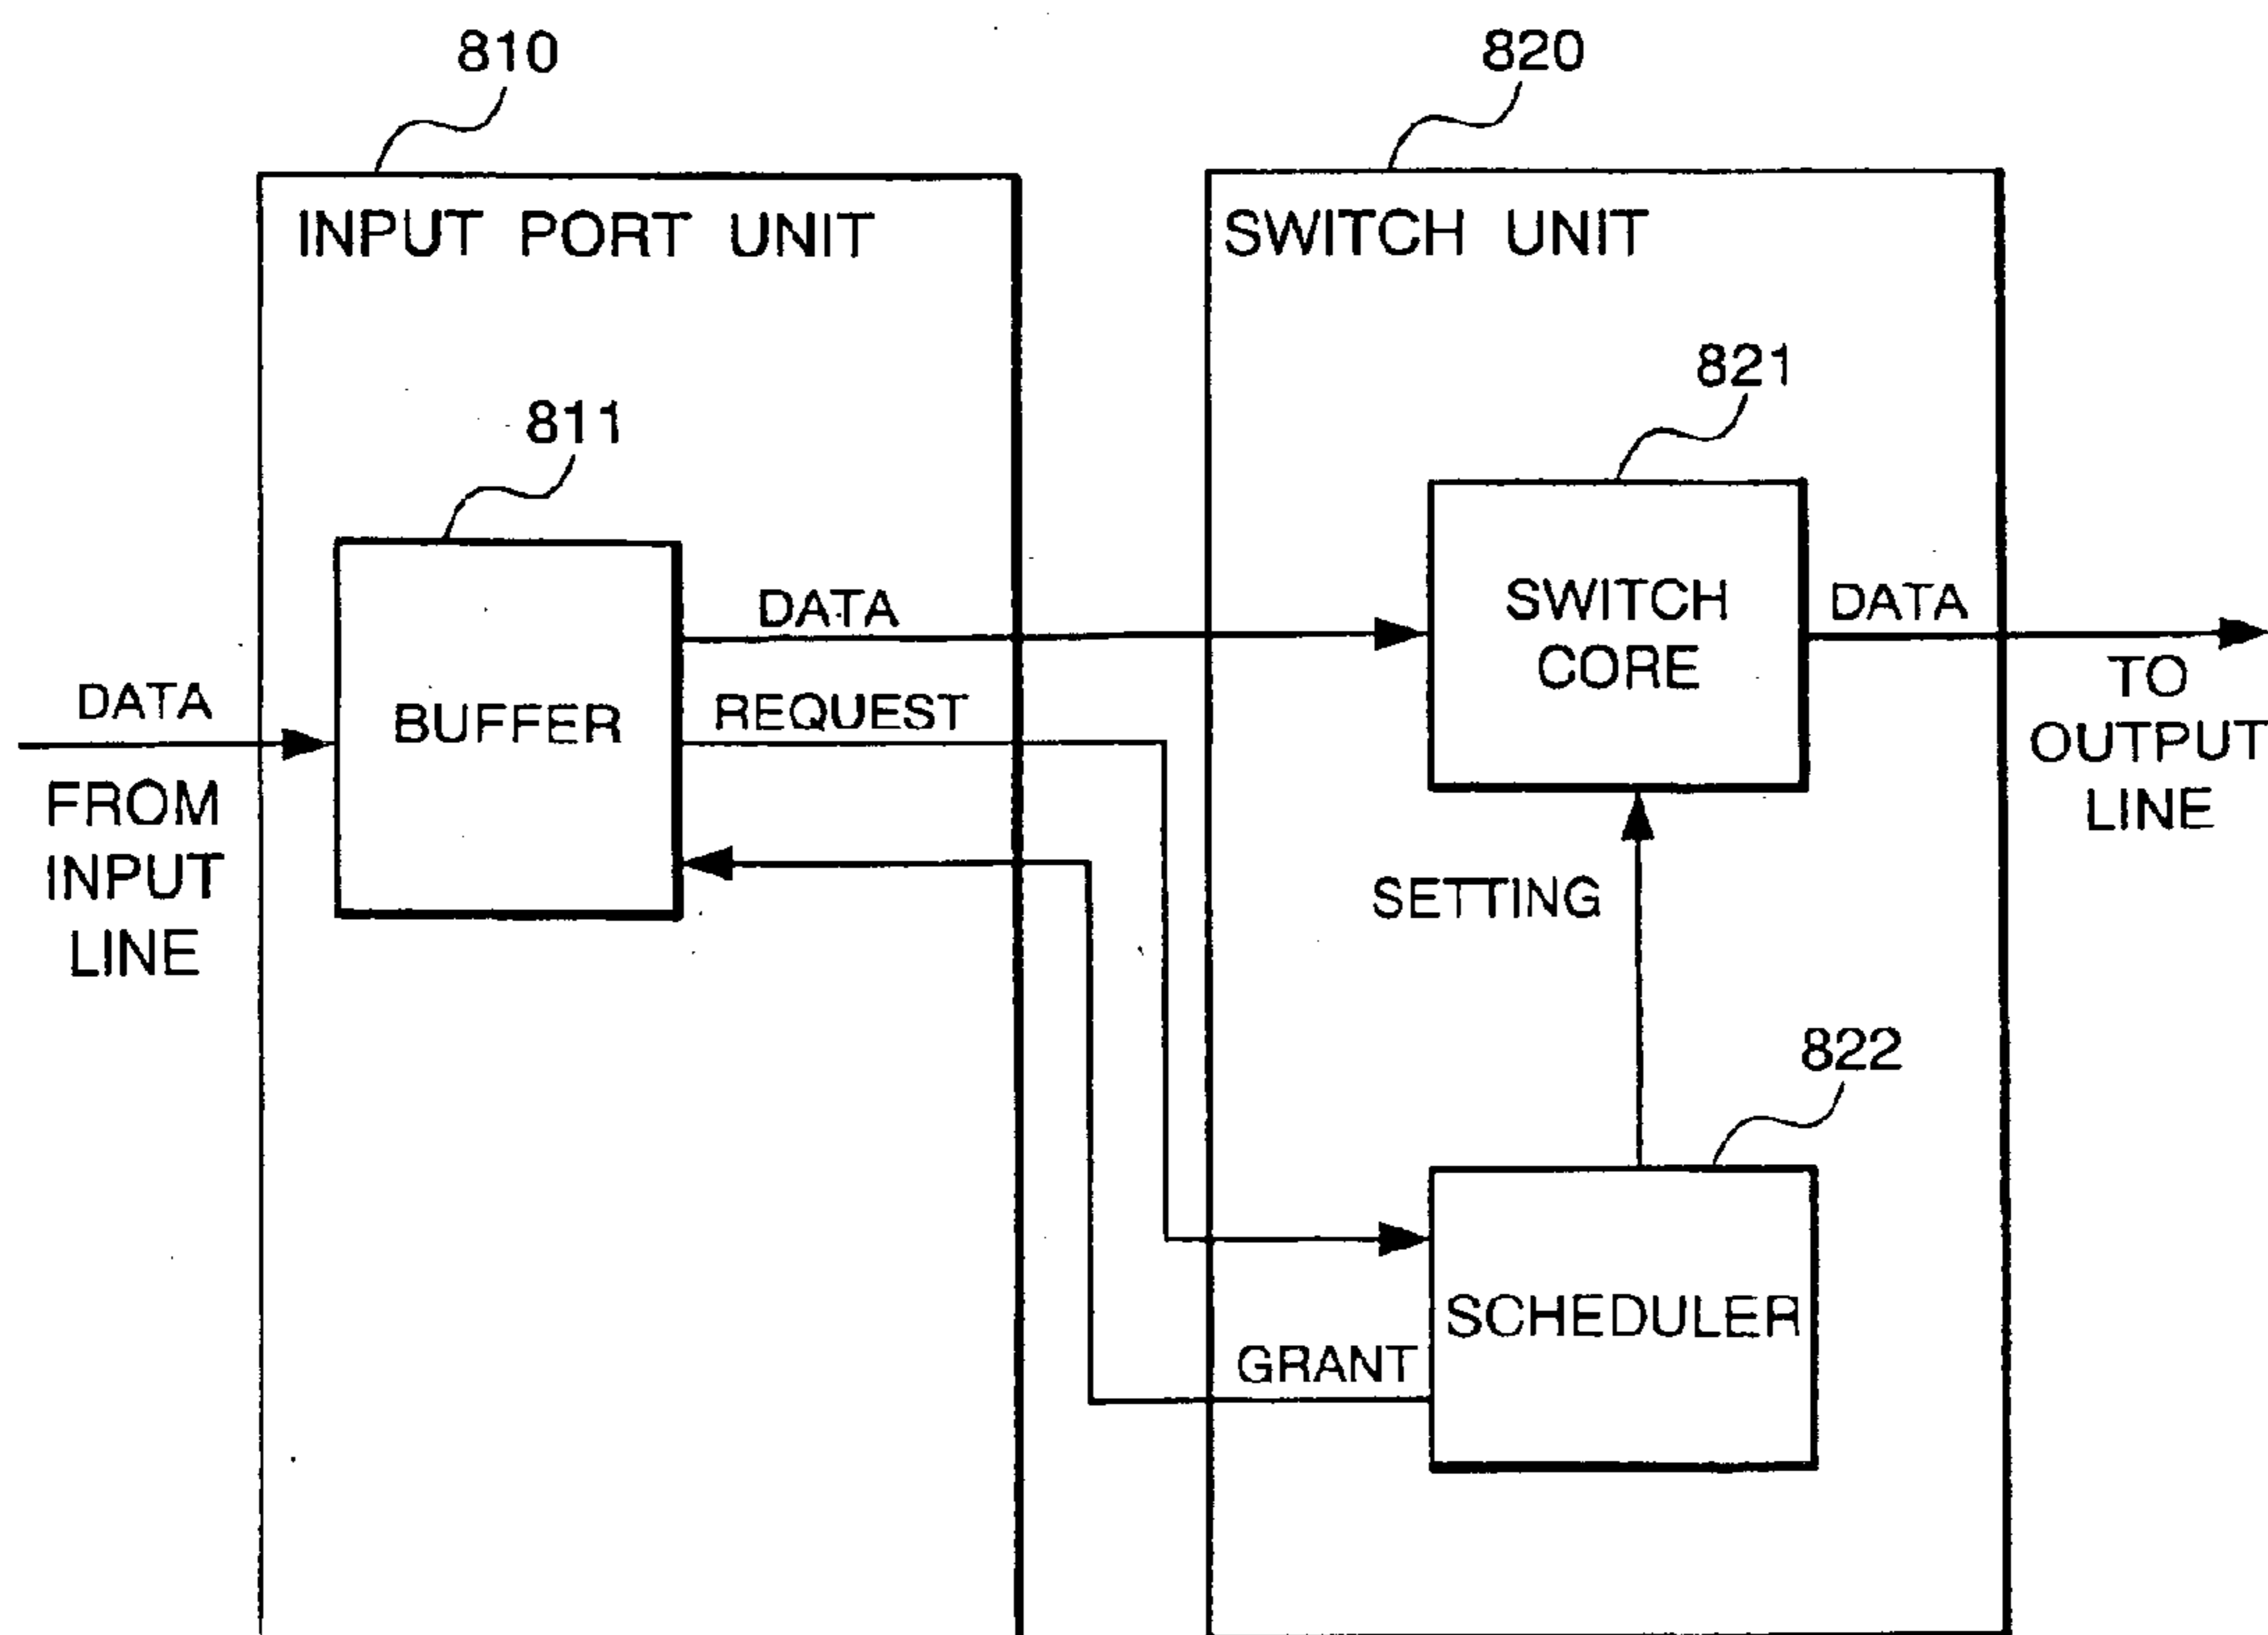 810
820
INPUT PORT UNIT
SWITCH UNIT
821
811
SWITCH
CORE
DATA
DATA
TO
OUTPUT
LINE
DATA
FROM
INPUT
LINE
BUFFER
REQUEST
SETTING
822
SCHEDULER
GRANT